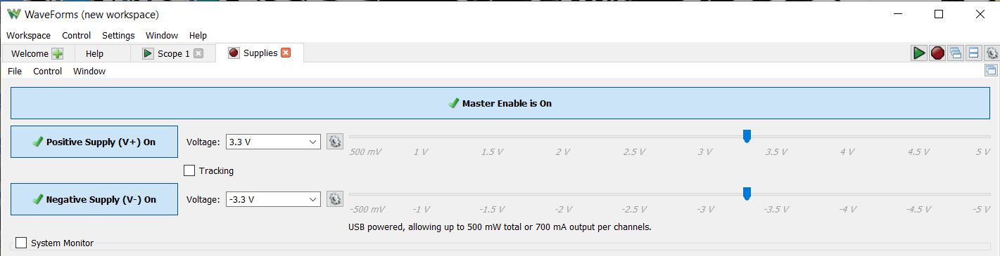 WaveForms (new workspace)
Workspace Control Settings Window Help
Welcome Help Scope 1 Supplies
File Control Window
Master Enable is On
Positive Supply (V+) On Voltage: 3.3 V
500 mV 1 V 1.5 V 2 V 2.5 V 3 V 3.5 V 4 V 4.5 V 5 V
Tracking
Negative Supply (V-) On Voltage: -3.3 V
-500 mV -1 V -1.5 V -2 V -2.5 V -3 V -3.5 V -4 V -4.5 V -5 V
USB powered, allowing up to 500 mW total or 700 mA output per channels.
System Monitor